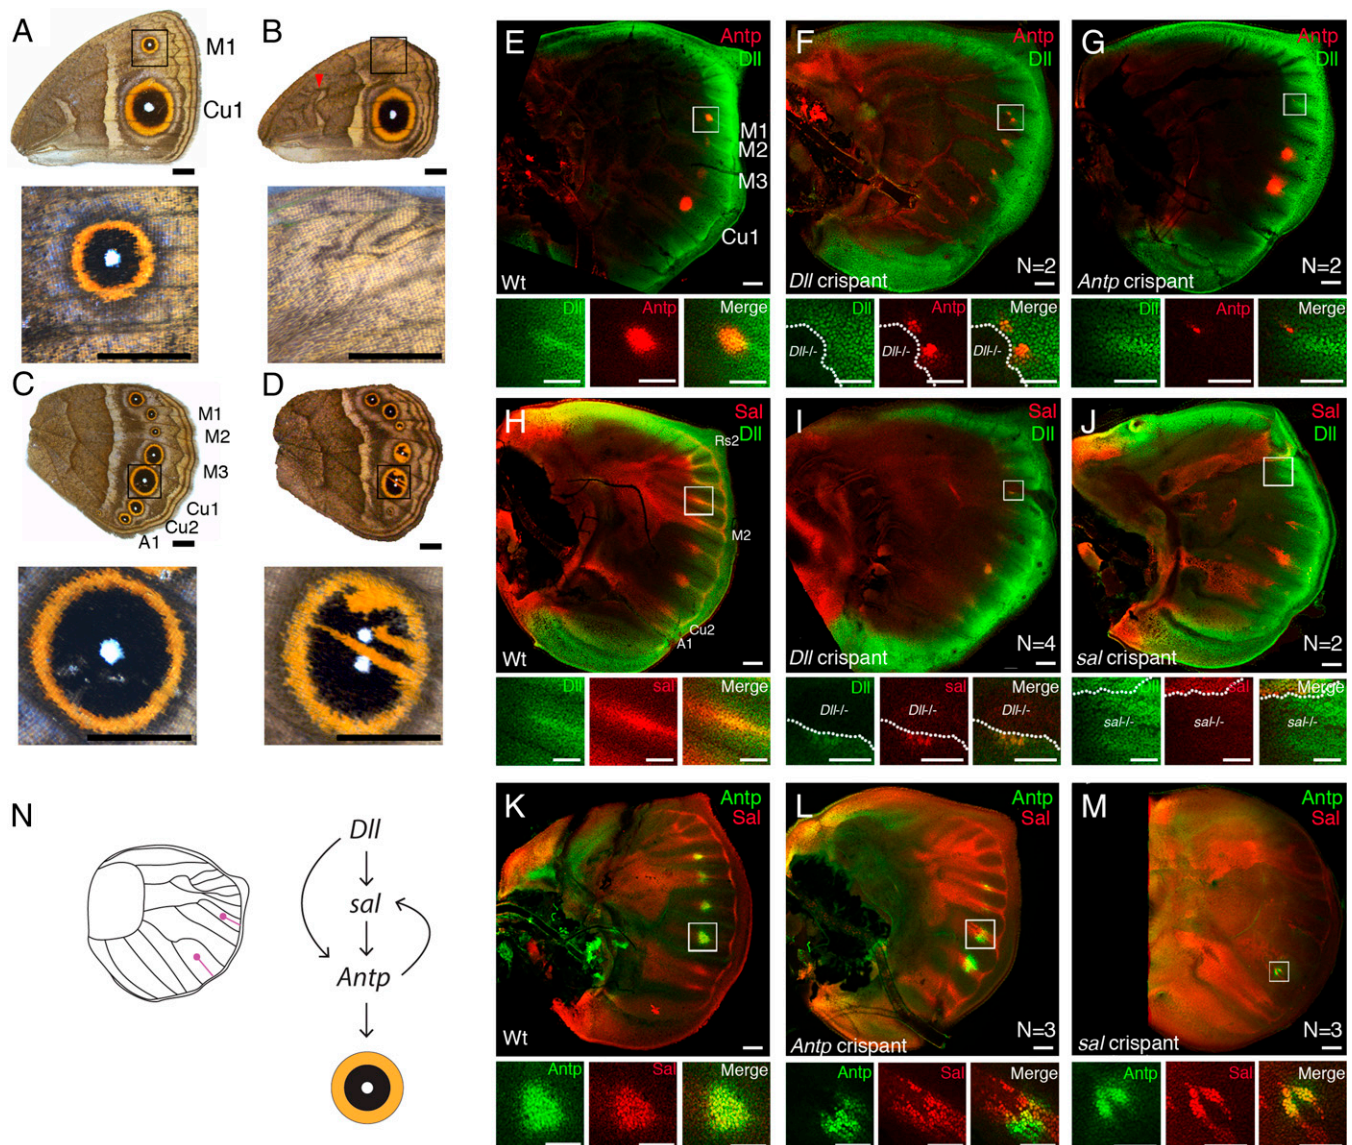 A
M1
Cu1
B
C
M1
M2
M3
Cu1
Cu2
A1
D
E
Antp
Dll
M1
M2
M3
Cu1
Wt
Dll
Antp
Merge
F
Antp
Dll
Dll crispant
N=2
Dll-/-
Dll
Dll-/-
Antp
Dll-/-
Merge
G
Antp
Dll
Antp crispant
N=2
Dll
Antp
Merge
H
Sal
Dll
Rs2
M2
Cu2
A1
Wt
Dll
sal
Merge
I
Sal
Dll
Dll crispant
N=4
Dll
Dll-/-
sal
Dll-/-
Merge
Dll-/-
J
Sal
Dll
sal crispant
N=2
Dll
sal-/-
sal
sal-/-
Merge
sal-/-
K
Antp
Sal
Wt
Antp
Sal
Merge
L
Antp
Sal
Antp crispant
N=3
Antp
Sal
Merge
M
Antp
Sal
sal crispant
N=3
Antp
Sal
Merge
N
Dll
sal
Antp